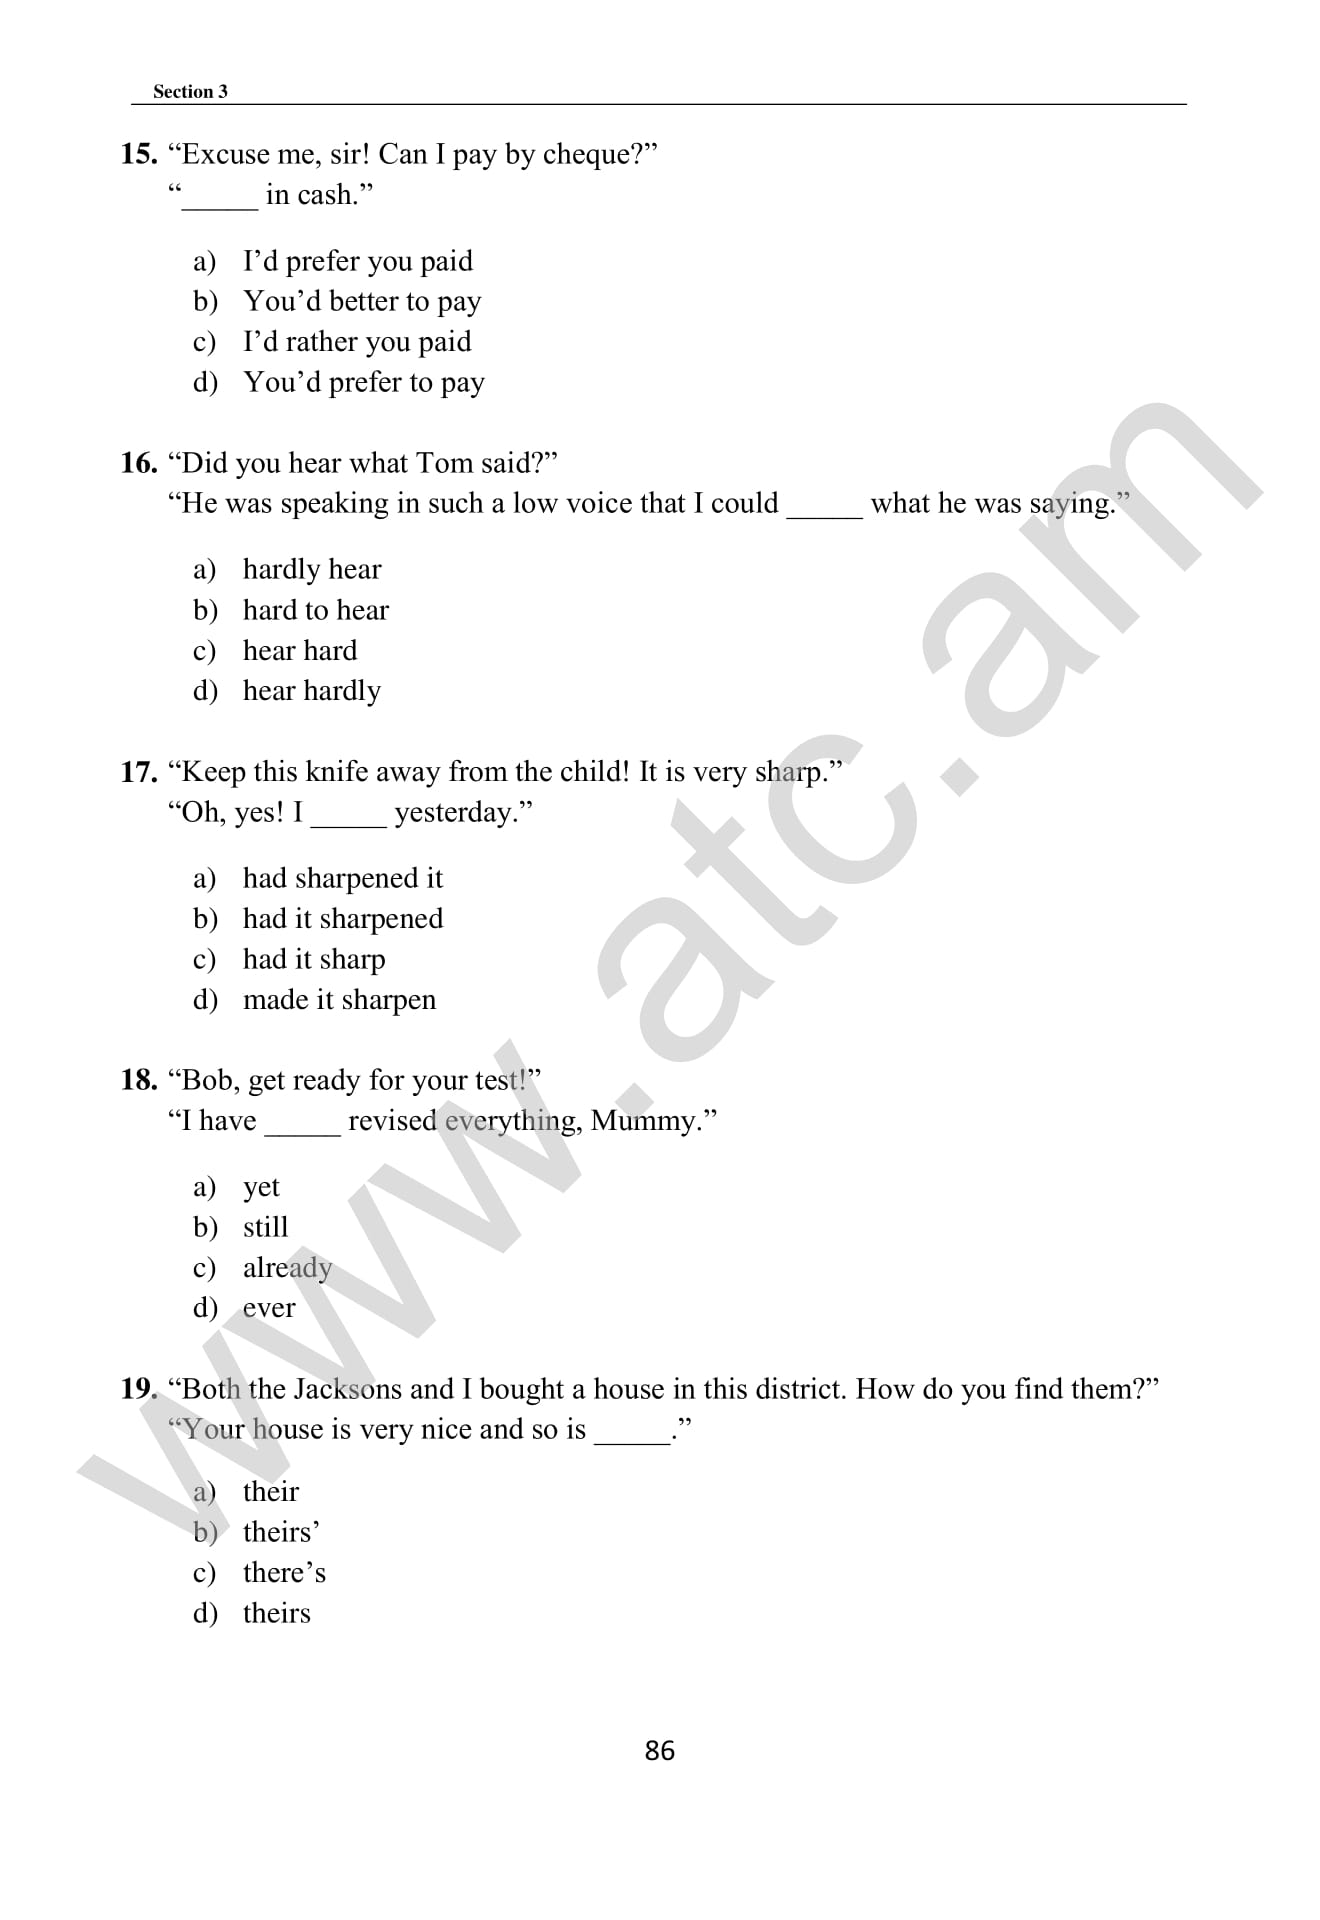 Section 3
15. “Excuse me, sir! Can I pay by cheque?”
“_____ in cash.”
a) I’d prefer you paid
b) You’d better to pay
c) I’d rather you paid
d) You’d prefer to pay
16. “Did you hear what Tom said?”
“He was speaking in such a low voice that I could _____ what he was saying.”
a) hardly hear
b) hard to hear
c) hear hard
d) hear hardly
17. “Keep this knife away from the child! It is very sharp.”
“Oh, yes! I _____ yesterday.”
a) had sharpened it
b) had it sharpened
c) had it sharp
d) made it sharpen
18. “Bob, get ready for your test!”
“I have _____ revised everything, Mummy.”
a) yet
b) still
c) already
d) ever
19. “Both the Jacksons and I bought a house in this district. How do you find them?”
“Your house is very nice and so is _____.”
a) their
b) theirs’
c) there’s
d) theirs
86
www.atc.am